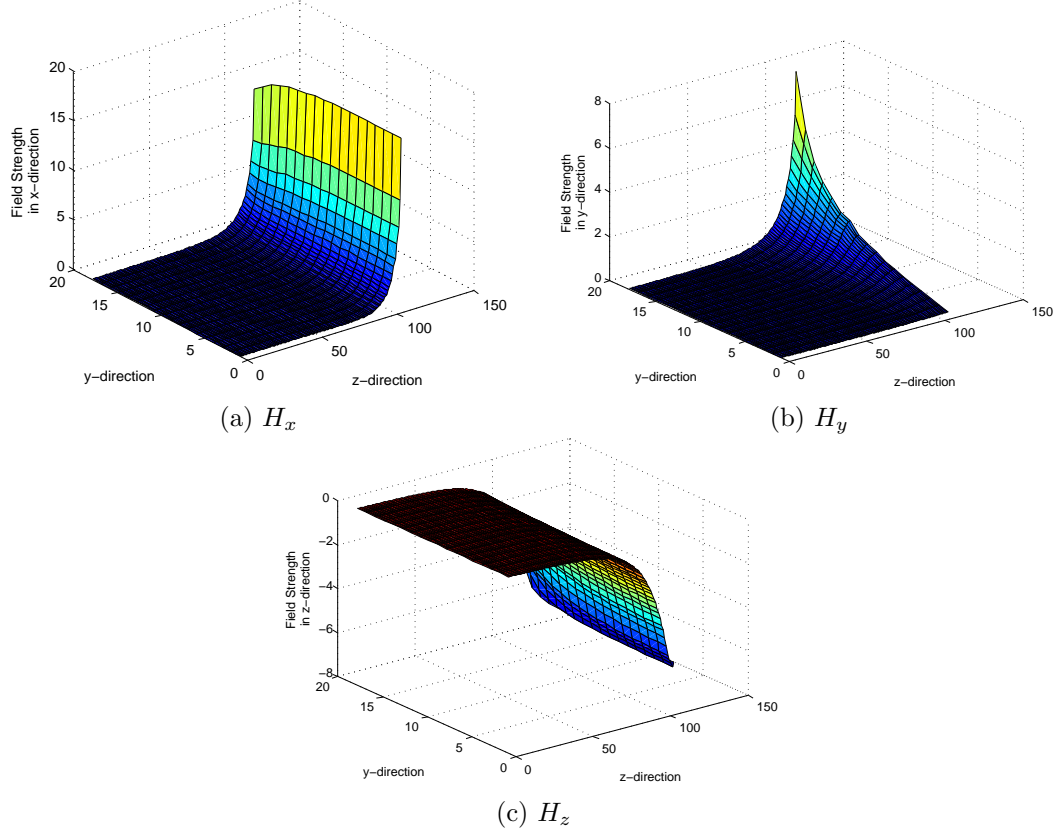 20
15
10
5
0
Field Strength
in x−direction
20
15
10
5
0
y−direction
0
50
100
150
z−direction
(a) H_x
8
6
4
2
0
Field Strength
in y−direction
20
15
10
5
0
y−direction
0
50
100
150
z−direction
(b) H_y
0
−2
−4
−6
−8
Field Strength
in z−direction
20
15
10
5
0
y−direction
0
50
100
150
z−direction
(c) H_z